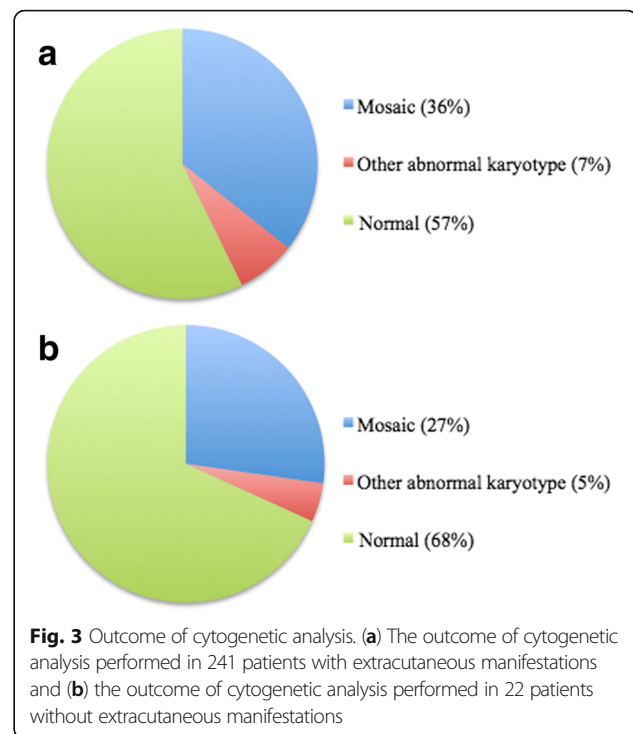 a
Mosaic (36%)
Other abnormal karyotype (7%)
Normal (57%)
b
Mosaic (27%)
Other abnormal karyotype (5%)
Normal (68%)
Fig. 3 Outcome of cytogenetic analysis. (a) The outcome of cytogenetic
analysis performed in 241 patients with extracutaneous manifestations
and (b) the outcome of cytogenetic analysis performed in 22 patients
without extracutaneous manifestations